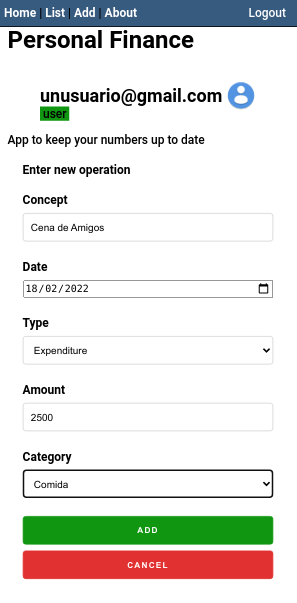 Home | List | Add | About Logout
Personal Finance
unusuario@gmail.com
user
App to keep your numbers up to date
Enter new operation
Concept
Cena de Amigos
Date
18/02/2022
Type
Expenditure
Amount
2500
Category
Comida
ADD
CANCEL